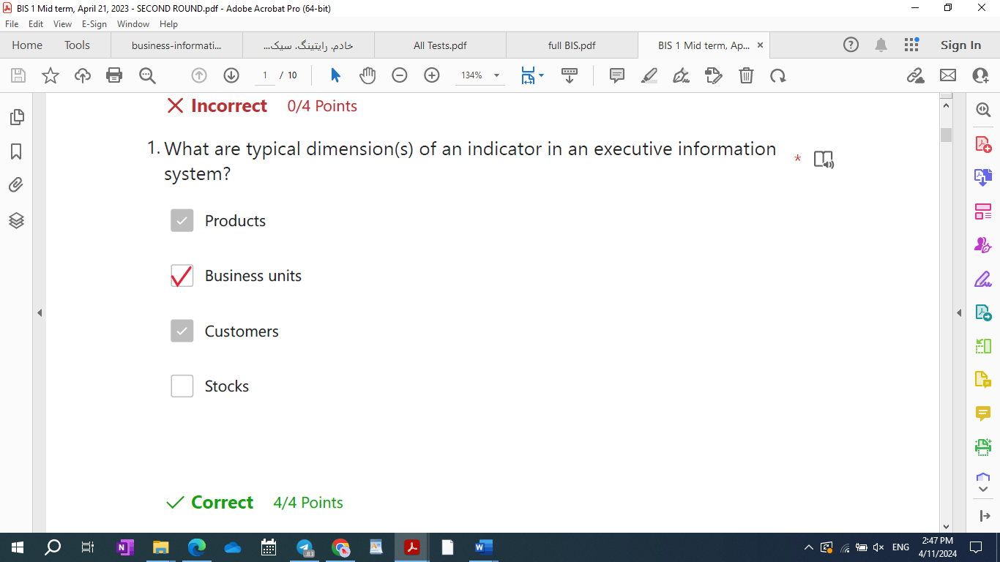 BIS 1 Mid term, April 21, 2023 - SECOND ROUND.pdf - Adobe Acrobat Pro (64-bit)
File Edit View E-Sign Window Help
Home Tools business-informati... خادم. رایتینگ. سیک... All Tests.pdf full BIS.pdf BIS 1 Mid term, Ap... × Sign In
1 / 10 134%
Incorrect 0/4 Points
1. What are typical dimension(s) of an indicator in an executive information *
system?
Products
Business units
Customers
Stocks
Correct 4/4 Points
N 83 W ENG 2:47 PM
4/11/2024